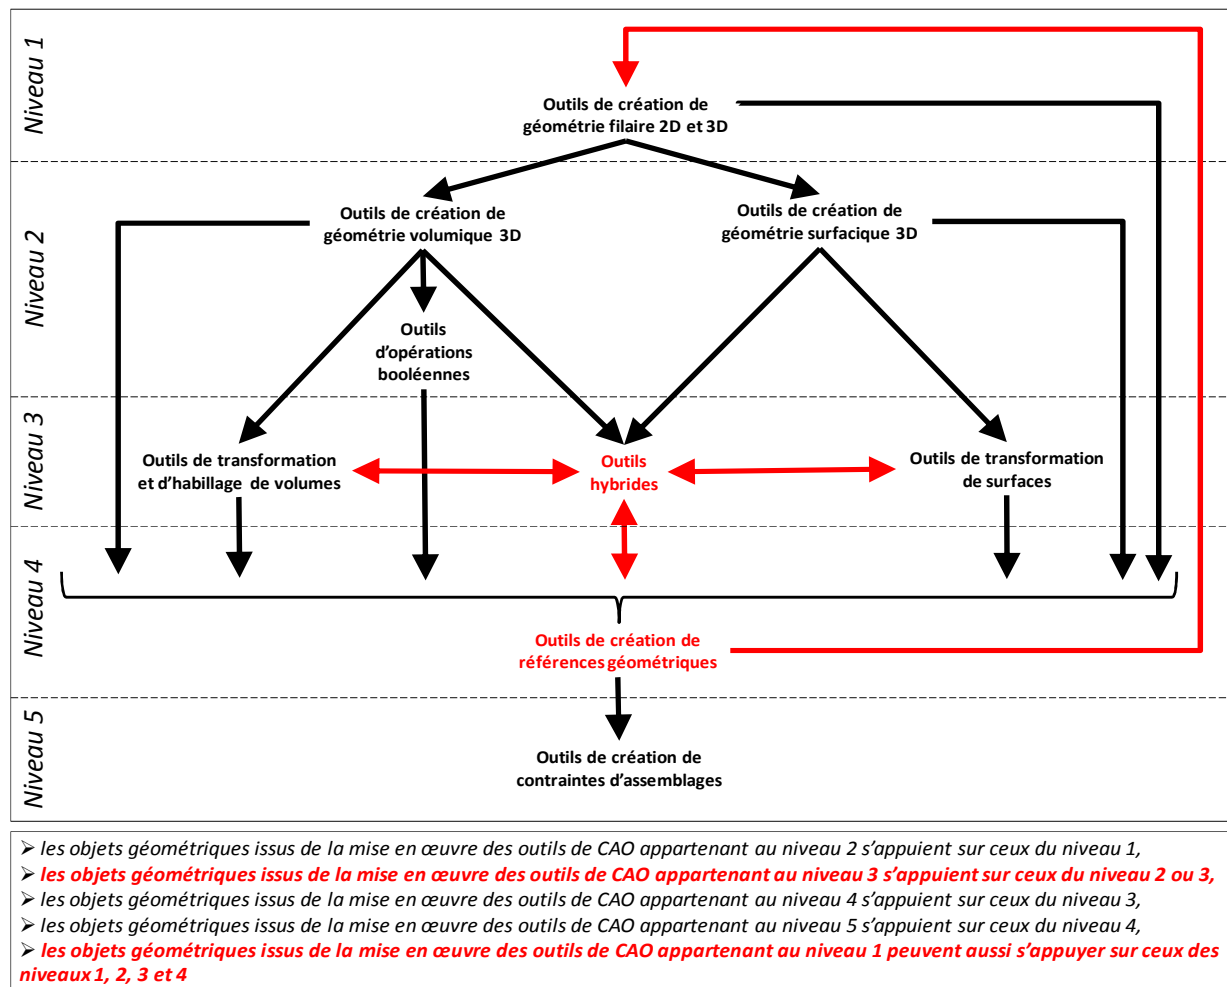 Niveau 1
Outils de création de
géométrie filaire 2D et 3D
Niveau 2
Outils de création de
géométrie volumique 3D
Outils de création de
géométrie surfacique 3D
Outils
d'opérations
booléennes
Niveau 3
Outils de transformation
et d'habillage de volumes
Outils
hybrides
Outils de transformation
de surfaces
Niveau 4
Outils de création de
références géométriques
Niveau 5
Outils de création de
contraintes d'assemblages
➢ les objets géométriques issus de la mise en œuvre des outils de CAO appartenant au niveau 2 s'appuient sur ceux du niveau 1,
➢ les objets géométriques issus de la mise en œuvre des outils de CAO appartenant au niveau 3 s'appuient sur ceux du niveau 2 ou 3,
➢ les objets géométriques issus de la mise en œuvre des outils de CAO appartenant au niveau 4 s'appuient sur ceux du niveau 3,
➢ les objets géométriques issus de la mise en œuvre des outils de CAO appartenant au niveau 5 s'appuient sur ceux du niveau 4,
➢ les objets géométriques issus de la mise en œuvre des outils de CAO appartenant au niveau 1 peuvent aussi s'appuyer sur ceux des
niveaux 1, 2, 3 et 4